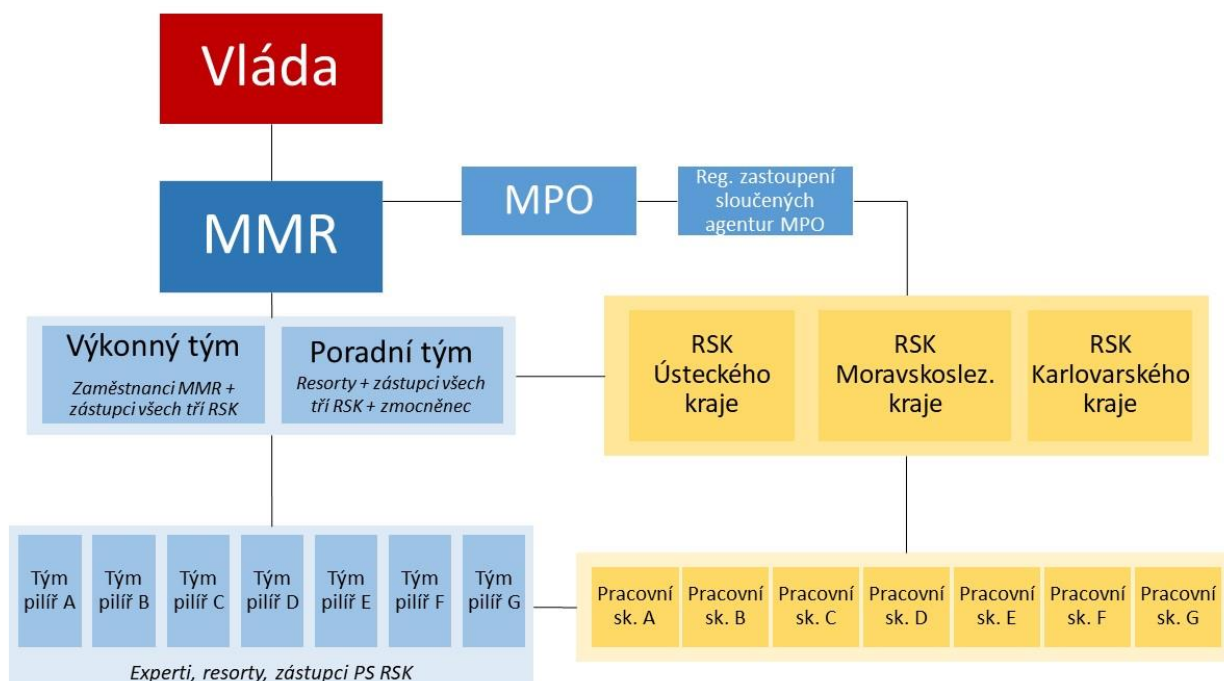 Vláda
MMR
MPO
Reg. zastoupení
sloučených
agentur MPO
Výkonný tým
Zaměstnanci MMR +
zástupci všech tří RSK
Poradní tým
Resorty + zástupci všech
tří RSK + zmocněnec
RSK
Ústeckého
kraje
RSK
Moravskoslez.
kraje
RSK
Karlovarského
kraje
Tým
pilíř A
Tým
pilíř B
Tým
pilíř C
Tým
pilíř D
Tým
pilíř E
Tým
pilíř F
Tým
pilíř G
Experti, resorty, zástupci PS RSK
Pracovní
sk. A
Pracovní
sk. B
Pracovní
sk. C
Pracovní
sk. D
Pracovní
sk. E
Pracovní
sk. F
Pracovní
sk. G